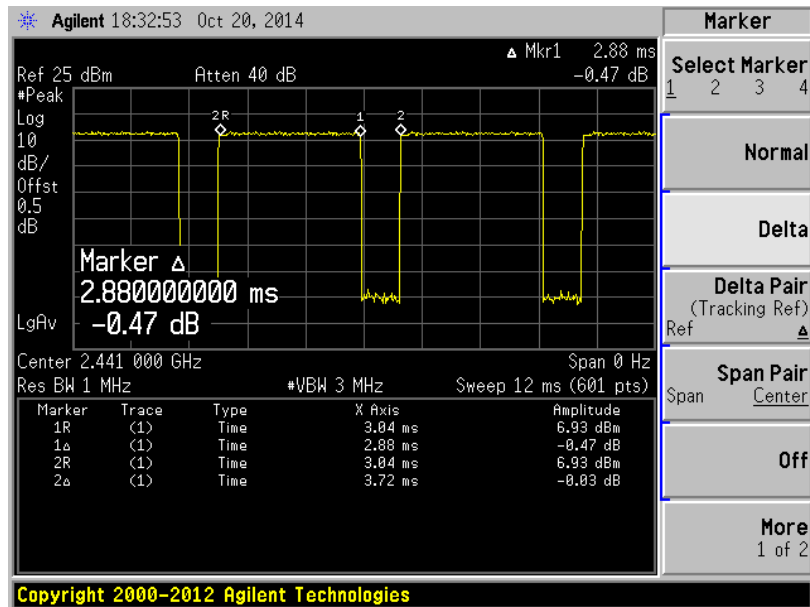 Agilent 18:32:53 Oct 20, 2014
Marker
▵ Mkr1 2.88 ms
Ref 25 dBm Atten 40 dB -0.47 dB
#Peak
Log
10
dB/
Offst
0.5
dB
LgAv
2R
1
2
Marker ▵
2.880000000 ms
-0.47 dB
Center 2.441 000 GHz Span 0 Hz
Res BW 1 MHz #VBW 3 MHz Sweep 12 ms (601 pts)
Marker Trace Type X Axis Amplitude
1R (1) Time 3.04 ms 6.93 dBm
1▵ (1) Time 2.88 ms -0.47 dB
2R (1) Time 3.04 ms 6.93 dBm
2▵ (1) Time 3.72 ms -0.03 dB
Select Marker
1 2 3 4
Normal
Delta
Delta Pair
(Tracking Ref)
Ref ▵
Span Pair
Span Center
Off
More
1 of 2
Copyright 2000-2012 Agilent Technologies